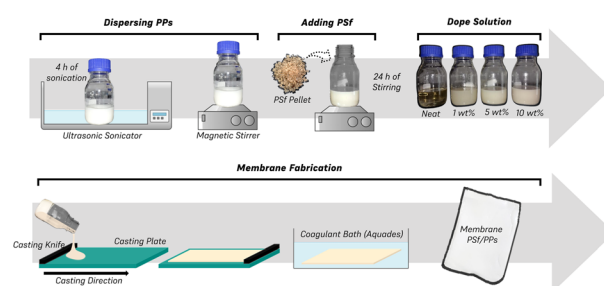 Dispersing PPs
Adding PSf
Dope Solution
4 h of
sonication
24 h of
Stirring
PSf Pellet
Ultrasonic Sonicator
Magnetic Stirrer
Neat
1 wt%
5 wt%
10 wt%
Membrane Fabrication
Casting Knife
Casting Plate
Coagulant Bath (Aquades)
Membrane
PSf/PPs
Casting Direction